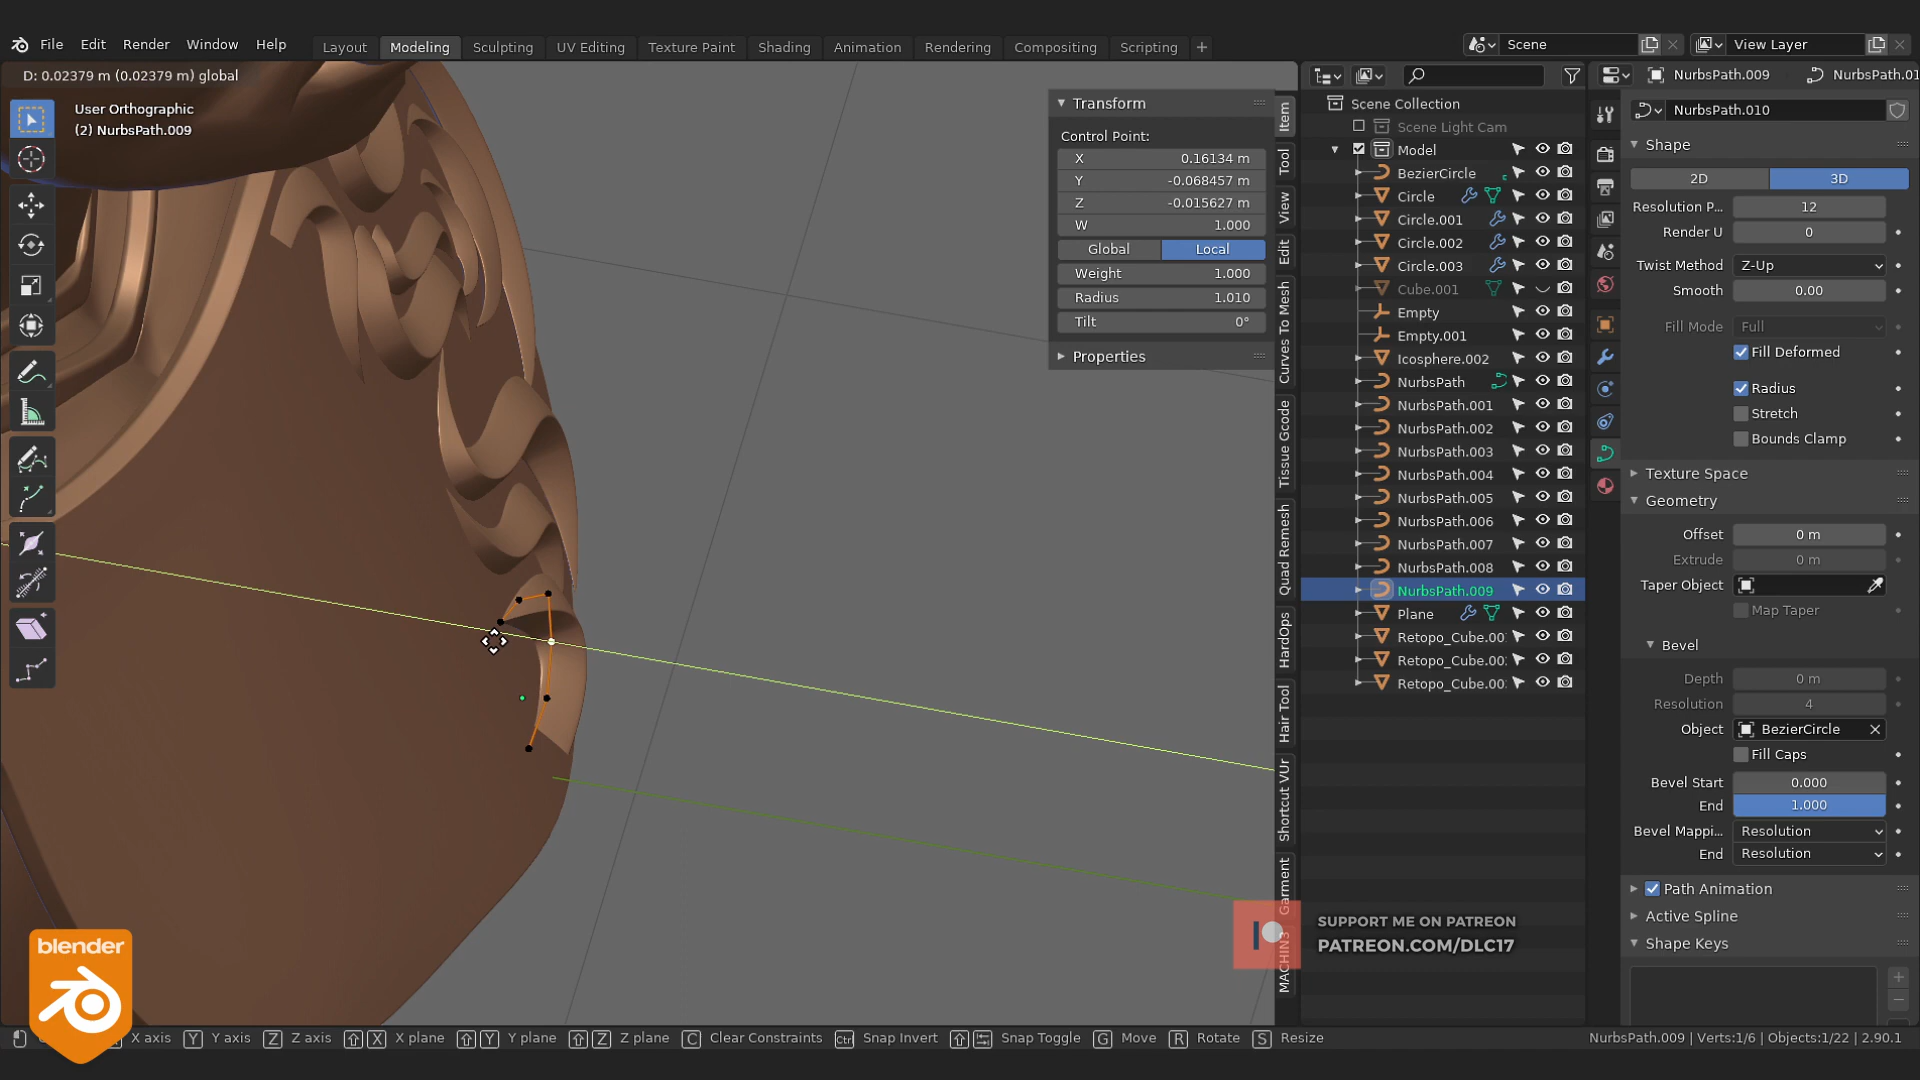 File Edit Render Window Help
Layout Modeling Sculpting UV Editing Texture Paint Shading Animation Rendering Compositing Scripting +
Scene
View Layer
D: 0.02379 m (0.02379 m) global
User Orthographic
(2) NurbsPath.009
Transform
Control Point:
X 0.16134 m
Y -0.068457 m
Z -0.015627 m
W 1.000
Global Local
Weight 1.000
Radius 1.010
Tilt 0°
Properties
Item
Tool
View
Edit
Curves To Mesh
Tissue Gcode
Quad Remesh
HardOps
Hair Tool
Shortcut VUr
Garment
Scene Collection
Scene Light Cam
Model
BezierCircle
Circle
Circle.001
Circle.002
Circle.003
Cube.001
Empty
Empty.001
Icosphere.002
NurbsPath
NurbsPath.001
NurbsPath.002
NurbsPath.003
NurbsPath.004
NurbsPath.005
NurbsPath.006
NurbsPath.007
NurbsPath.008
NurbsPath.009
Plane
Retopo_Cube.00
Retopo_Cube.00
Retopo_Cube.00
NurbsPath.009 NurbsPath.01
NurbsPath.010
Shape
2D 3D
Resolution P... 12
Render U 0
Twist Method Z-Up
Smooth 0.00
Fill Mode Full
Fill Deformed
Radius
Stretch
Bounds Clamp
Texture Space
Geometry
Offset 0 m
Extrude 0 m
Taper Object
Map Taper
Bevel
Depth 0 m
Resolution 4
Object BezierCircle
Fill Caps
Bevel Start 0.000
End 1.000
Bevel Mappi... Resolution
End Resolution
Path Animation
Active Spline
Shape Keys
SUPPORT ME ON PATREON
PATREON.COM/DLC17
blender
X axis Y Y axis Z Z axis X X plane Y Y plane Z Z plane C Clear Constraints Ctrl Snap Invert Snap Toggle G Move R Rotate S Resize
NurbsPath.009 | Verts:1/6 | Objects:1/22 | 2.90.1